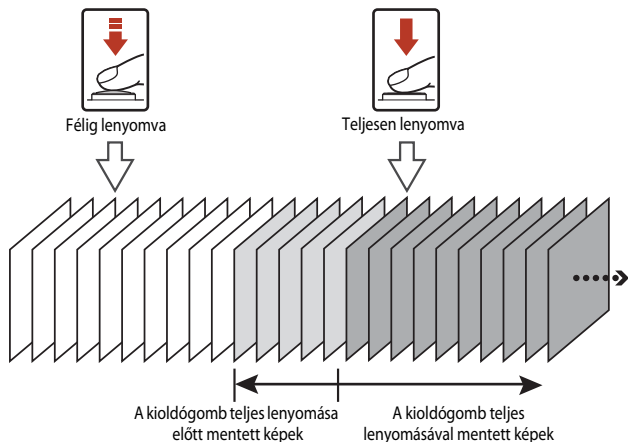 Félig lenyomva
Teljesen lenyomva
A kioldógomb teljes lenyomása
előtt mentett képek
A kioldógomb teljes
lenyomásával mentett képek